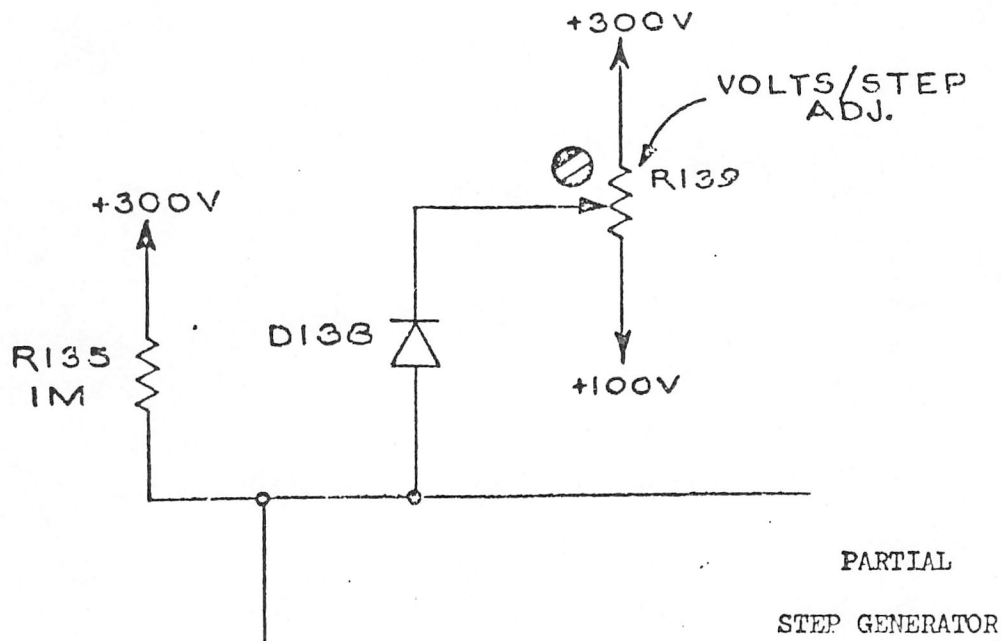 +300V
VOLTS/STEP
ADJ.
R139
+300V
D138
R135
1M
+100V
PARTIAL
STEP GENERATOR